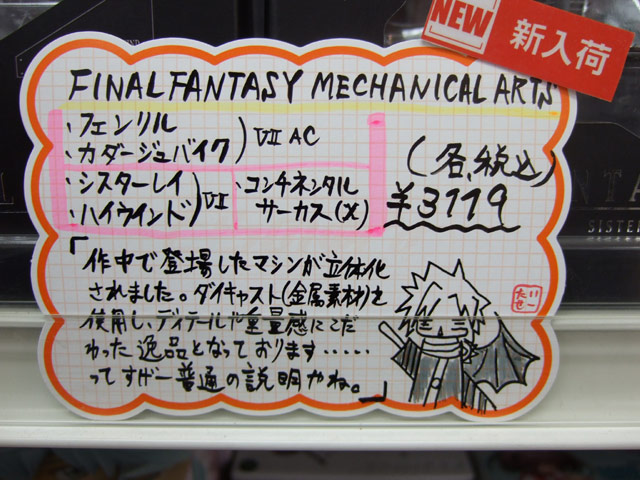 NEW
新入荷
FINAL FANTASY MECHANICAL ARTS
・フェンリル
・カダージュバイク）Ⅶ AC
・シスターレイ
・ハイウインド）Ⅶ
・コンチネンタル
サーカス(X)
(各、税込)
¥3119
「作中で登場したマシンが立体化
されました。ダイキャスト(金属素材)を
使用し、ディテールや重量感にこだ
わった逸品となっております・・・・・・
ってすげー普通の説明やね。」
SISTE